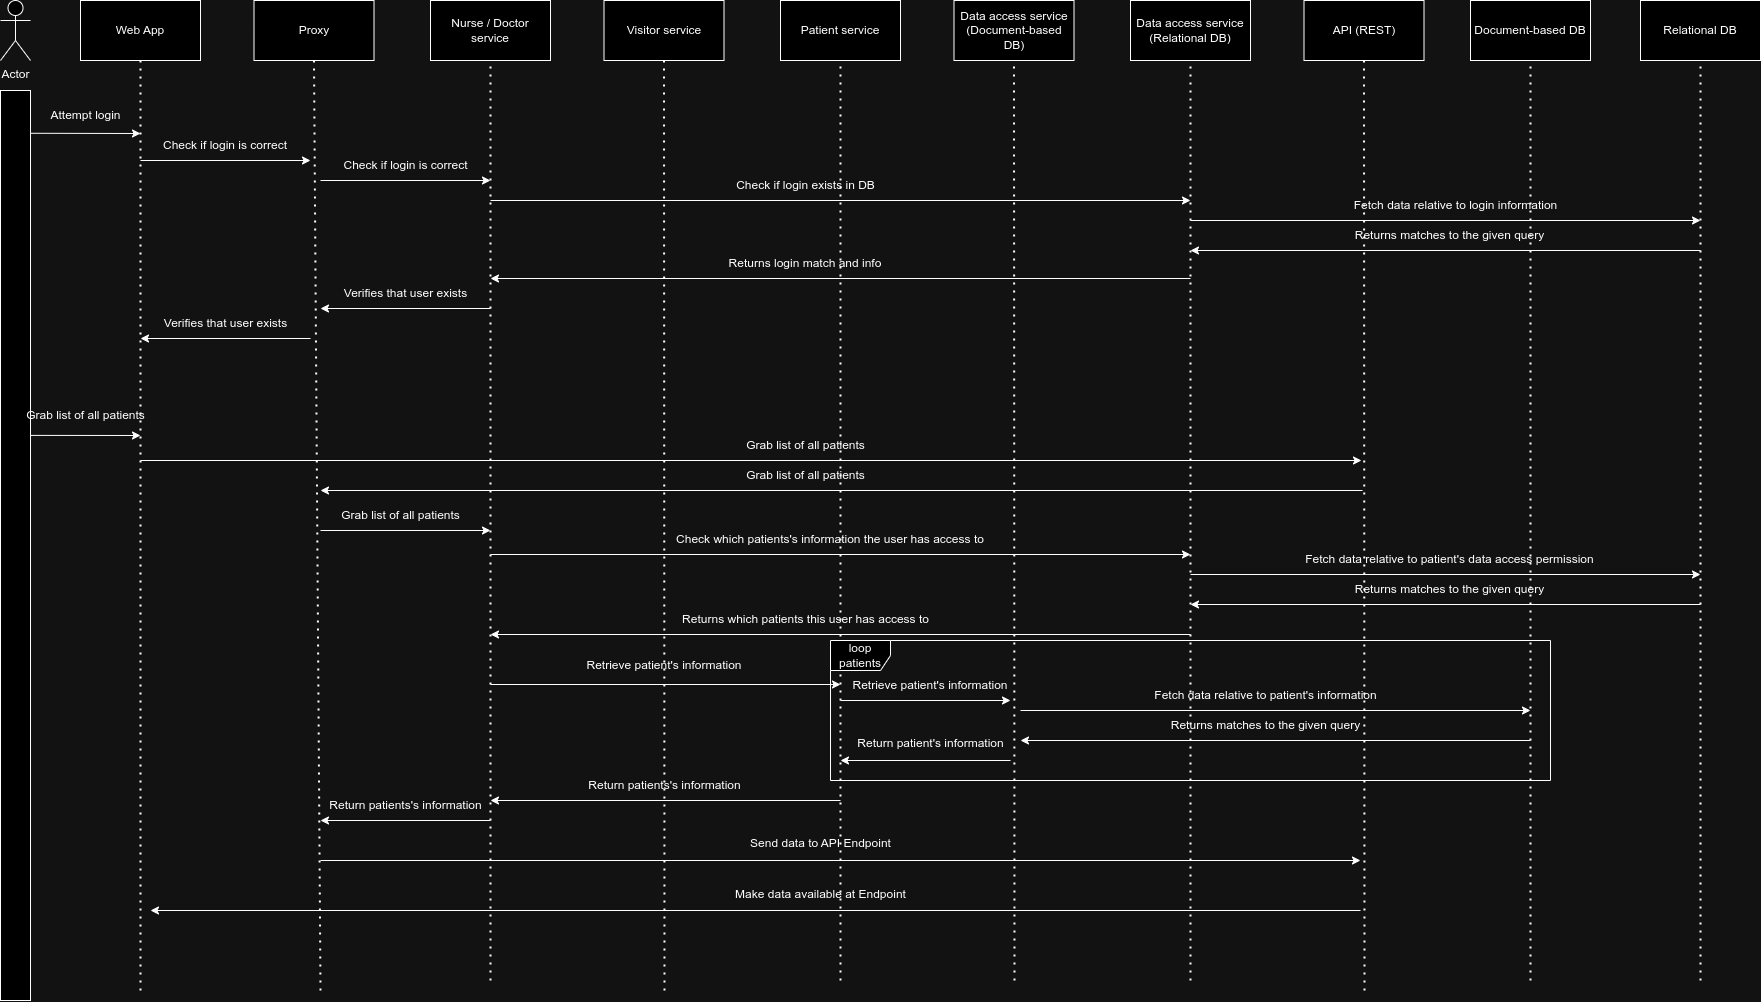 Web App
Proxy
Nurse / Doctor
service
Visitor service
Patient service
Data access service
(Document-based
DB)
Data access service
(Relational DB)
API (REST)
Document-based DB
Relational DB
Actor
Attempt login
Check if login is correct
Check if login is correct
Check if login exists in DB
Fetch data relative to login information
Returns matches to the given query
Returns login match and info
Verifies that user exists
Verifies that user exists
Grab list of all patients
Grab list of all patients
Grab list of all patients
Grab list of all patients
Check which patients's information the user has access to
Fetch data relative to patient's data access permission
Returns matches to the given query
Returns which patients this user has access to
loop
patients
Retrieve patient's information
Retrieve patient's information
Fetch data relative to patient's information
Returns matches to the given query
Return patient's information
Return patients's information
Return patients's information
Send data to API Endpoint
Make data available at Endpoint